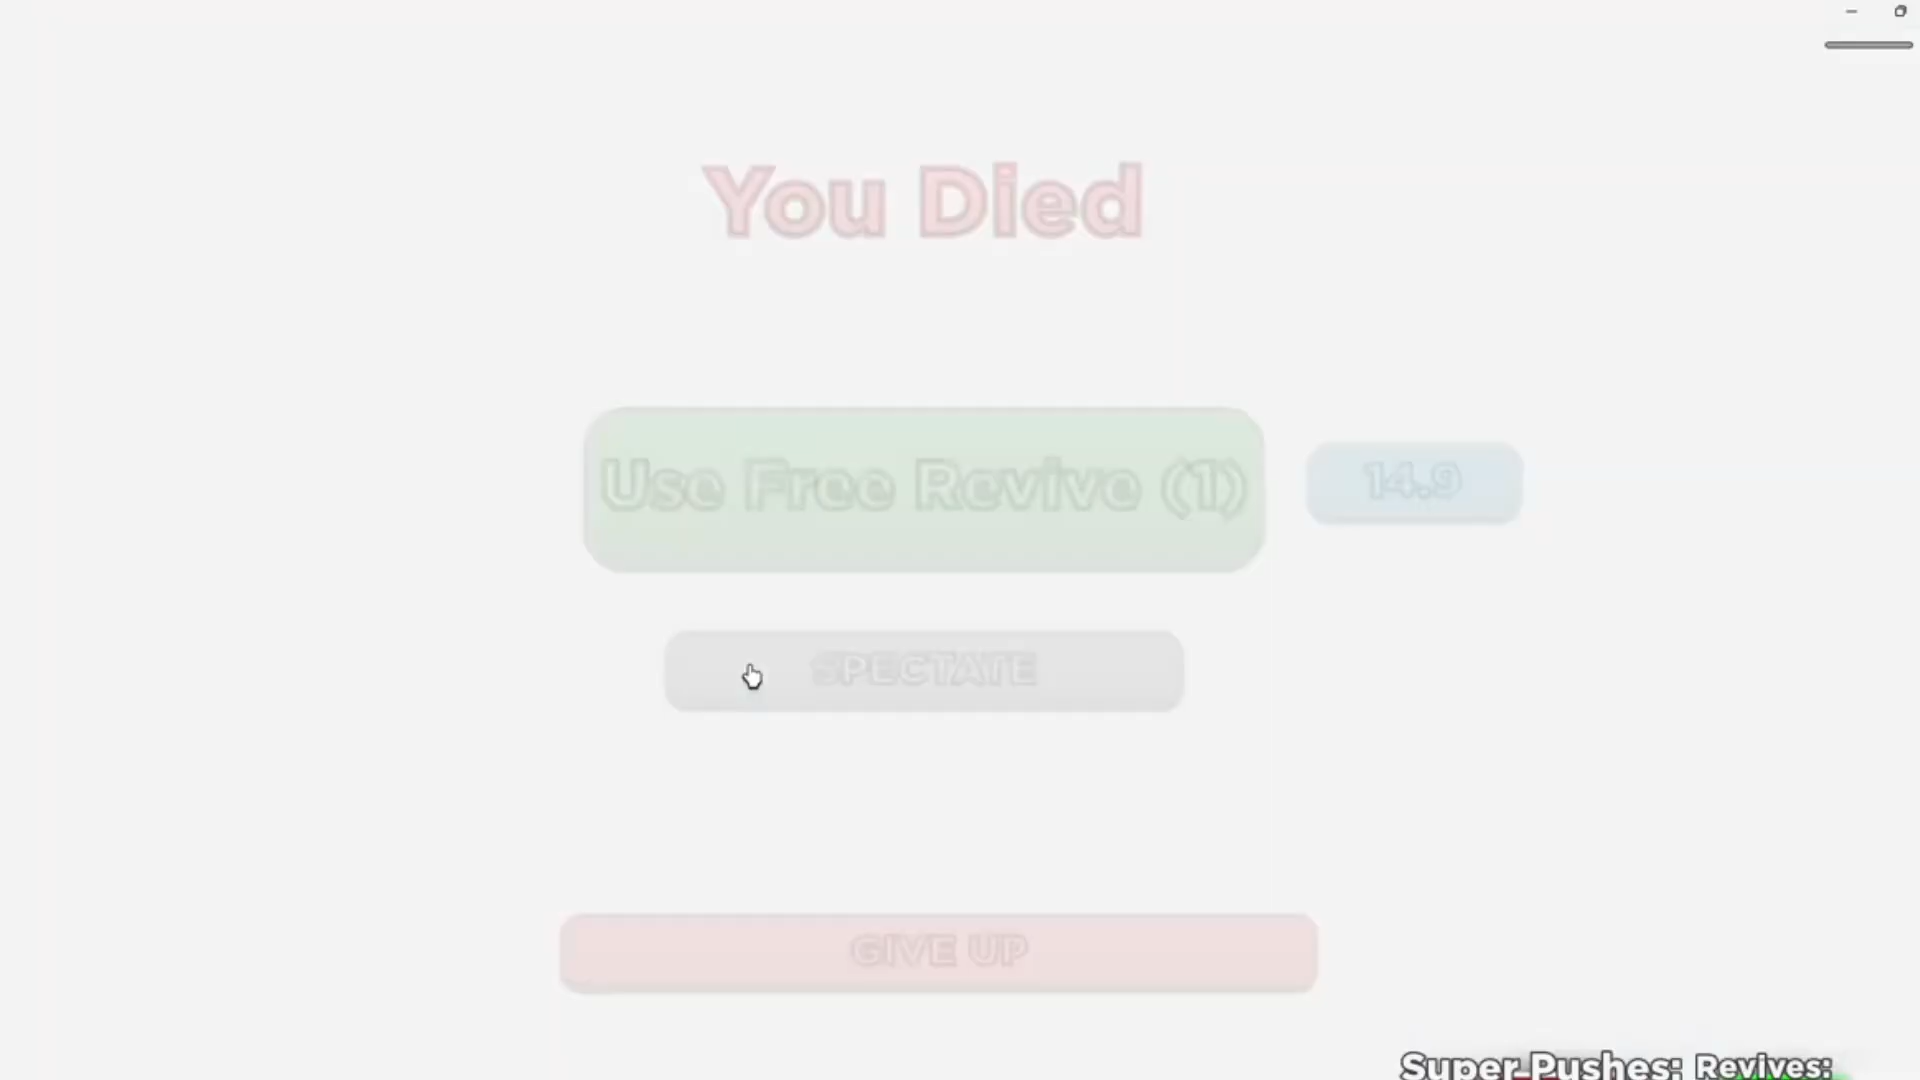 You Died
Use Free Revive (1)
14.9
SPECTATE
GIVE UP
Super Pushes: Revives: